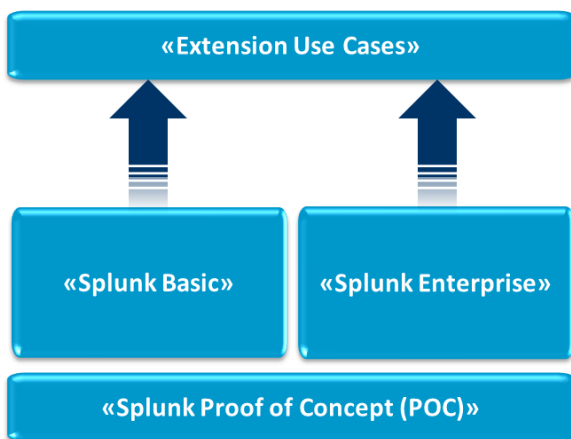 «Extension Use Cases»
«Splunk Basic»
«Splunk Enterprise»
«Splunk Proof of Concept (POC)»